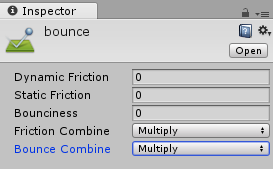 Inspector
bounce
Open
Dynamic Friction 0
Static Friction 0
Bounciness 0
Friction Combine Multiply
Bounce Combine Multiply